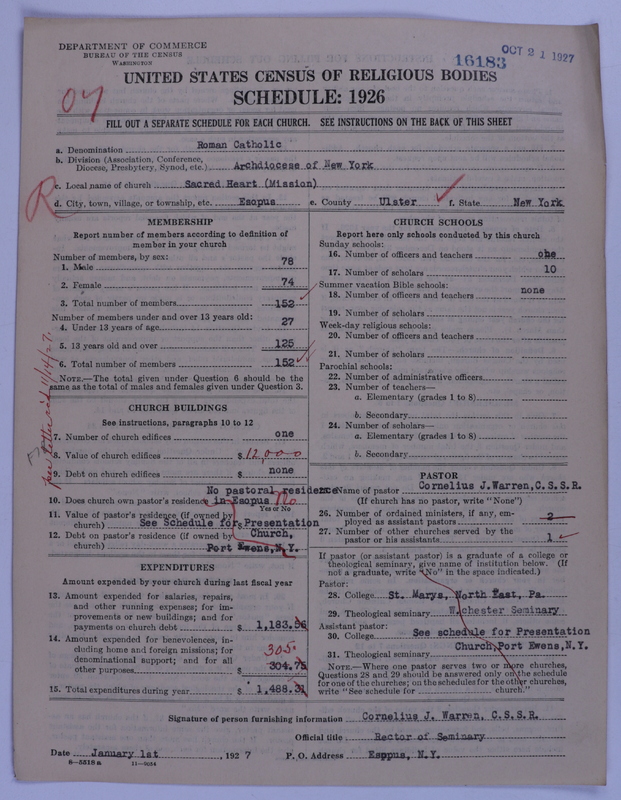 DEPARTMENT OF COMMERCE
BUREAU OF THE CENSUS
WASHINGTON
16183
OCT 21 1927
UNITED STATES CENSUS OF RELIGIOUS BODIES
SCHEDULE: 1926
07
FILL OUT A SEPARATE SCHEDULE FOR EACH CHURCH. SEE INSTRUCTIONS ON THE BACK OF THIS SHEET
a. Denomination Roman Catholic
b. Division (Association, Conference, Diocese, Presbytery, Synod, etc.) Archdiocese of New York
R
c. Local name of church Sacred Heart (Mission)
d. City, town, village, or township, etc. Esopus e. County Ulster f. State New York
MEMBERSHIP
Report number of members according to definition of
member in your church
Number of members, by sex:
1. Male 78
2. Female 74
3. Total number of members 152
Number of members under and over 13 years old:
4. Under 13 years of age 27
5. 13 years old and over 125
6. Total number of members 152
NOTE.—The total given under Question 6 should be the
same as the total of males and females given under Question 3.
per letter rcd. 11/14/27.
CHURCH BUILDINGS
See instructions, paragraphs 10 to 12
7. Number of church edifices one
8. Value of church edifices $12,000
9. Debt on church edifices $ none
No pastoral residence
10. Does church own pastor's residence in Esopus No
Yes or No
11. Value of pastor's residence (if owned by
church) See Schedule for Presentation
12. Debt on pastor's residence (if owned by Church,
church) Port Ewens, N.Y.
EXPENDITURES
Amount expended by your church during last fiscal year
13. Amount expended for salaries, repairs,
and other running expenses; for im-
provements or new buildings; and for
payments on church debt $ 1,183.56
14. Amount expended for benevolences, in-
cluding home and foreign missions; for
denominational support; and for all
other purposes $ 304.75
305.
15. Total expenditures during year $ 1,488.31
CHURCH SCHOOLS
Report here only schools conducted by this church
Sunday schools:
16. Number of officers and teachers one
17. Number of scholars 10
Summer vacation Bible schools:
18. Number of officers and teachers none
19. Number of scholars
Week-day religious schools:
20. Number of officers and teachers
21. Number of scholars
Parochial schools:
22. Number of administrative officers
23. Number of teachers—
a. Elementary (grades 1 to 8)
b. Secondary
24. Number of scholars—
a. Elementary (grades 1 to 8)
b. Secondary
PASTOR
Name of pastor Cornelius J. Warren, C.S.S.R.
(If church has no pastor, write "None")
26. Number of ordained ministers, if any, em-
ployed as assistant pastors 2
27. Number of other churches served by the
pastor or his assistants 1
If pastor (or assistant pastor) is a graduate of a college or
theological seminary, give name of institution below. (If
not a graduate, write "No" in the space indicated.)
Pastor:
28. College St. Marys, North East, Pa.
29. Theological seminary W. chester Seminary
Assistant pastor:
30. College See schedule for Presentation
31. Theological seminary Church, Port Ewens, N.Y.
NOTE.—Where one pastor serves two or more churches,
Questions 28 and 29 should be answered only on the schedule
for one of the churches; on the schedules for the other churches,
write "See schedule for church."
Signature of person furnishing information Cornelius J. Warren, C.S.S.R.
Official title Rector of Seminary
Date January 1st, 1927 P. O. Address Esopus, N.Y.
8—5518a 11—9054